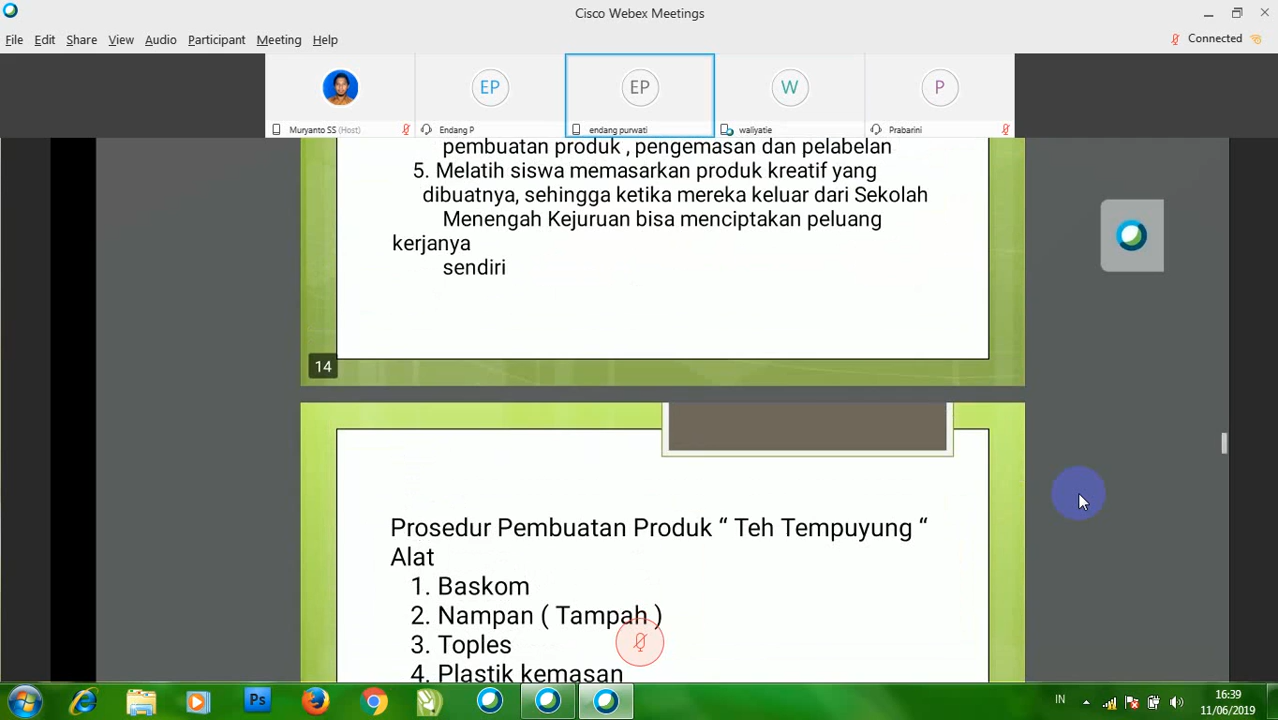 Cisco Webex Meetings
File Edit Share View Audio Participant Meeting Help
Connected
EP
EP
W
P
Muryanto SS (Host)
Endang P
endang purwati
waliyatie
Prabarini
pembuatan produk , pengemasan dan pelabelan
5. Melatih siswa memasarkan produk kreatif yang
dibuatnya, sehingga ketika mereka keluar dari Sekolah
Menengah Kejuruan bisa menciptakan peluang
kerjanya
sendiri
14
Prosedur Pembuatan Produk “ Teh Tempuyung “
Alat
1. Baskom
2. Nampan ( Tampah )
3. Toples
4. Plastik kemasan
Ps
IN
16:39
11/06/2019